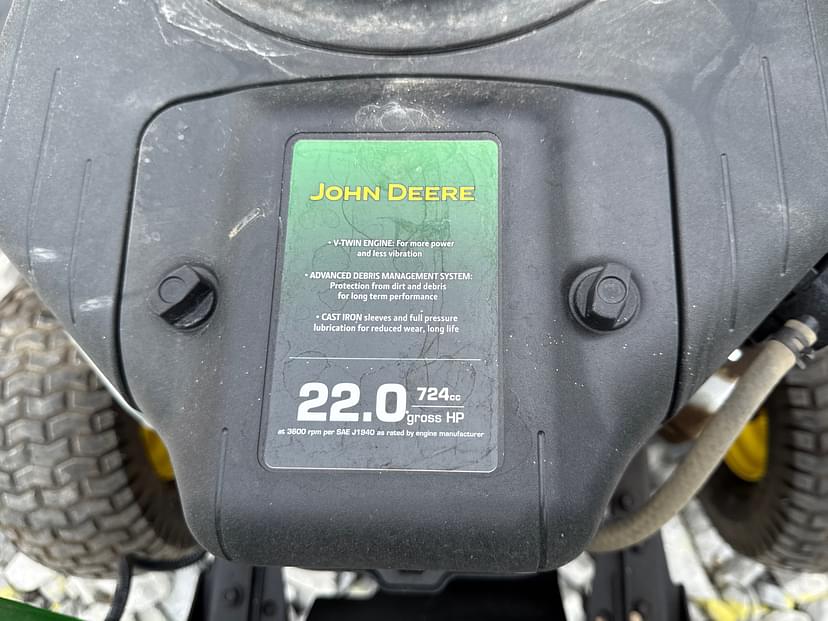 JOHN DEERE
• V-TWIN ENGINE: For more power
and less vibration
• ADVANCED DEBRIS MANAGEMENT SYSTEM:
Protection from dirt and debris
for long term performance
• CAST IRON sleeves and full pressure
lubrication for reduced wear, long life
724cc
22.0 gross HP
at 3600 rpm per SAE J1940 as rated by engine manufacturer